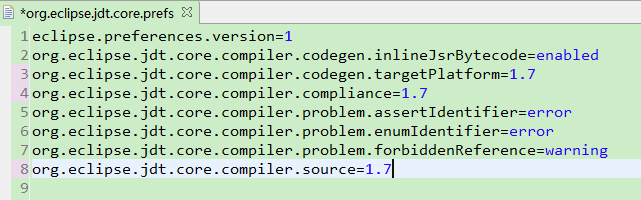 *org.eclipse.jdt.core.prefs
1 eclipse.preferences.version=1
2 org.eclipse.jdt.core.compiler.codegen.inlineJsrBytecode=enabled
3 org.eclipse.jdt.core.compiler.codegen.targetPlatform=1.7
4 org.eclipse.jdt.core.compiler.compliance=1.7
5 org.eclipse.jdt.core.compiler.problem.assertIdentifier=error
6 org.eclipse.jdt.core.compiler.problem.enumIdentifier=error
7 org.eclipse.jdt.core.compiler.problem.forbiddenReference=warning
8 org.eclipse.jdt.core.compiler.source=1.7
9